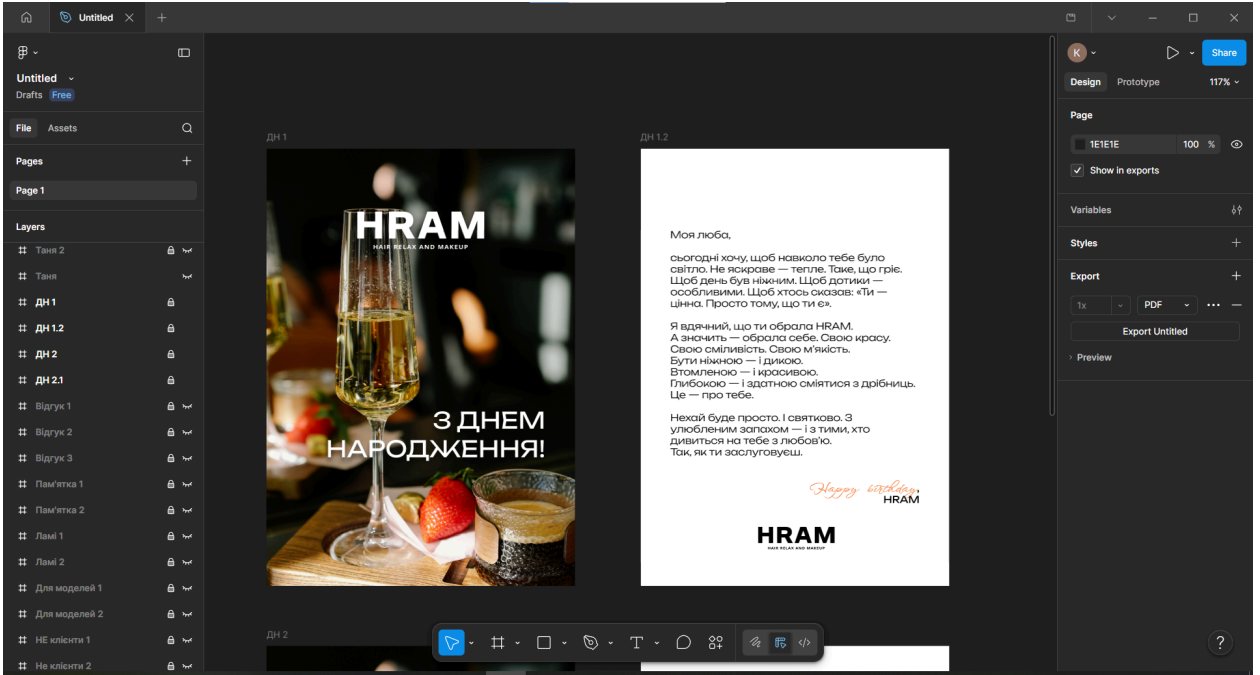 Untitled
Untitled
Drafts Free
File Assets
Pages
Page 1
Layers
Таня 2
Таня
ДН 1
ДН 1.2
ДН 2
ДН 2.1
Відгук 1
Відгук 2
Відгук 3
Пам'ятка 1
Пам'ятка 2
Ламі 1
Ламі 2
Для моделей 1
Для моделей 2
НЕ клієнти 1
Не клієнти 2
ДН 1
HRAM
HAIR RELAX AND MAKEUP
З ДНЕМ
НАРОДЖЕННЯ!
ДН 1.2
Моя люба,
сьогодні хочу, щоб навколо тебе було
світло. Не яскраве — тепле. Таке, що гріє.
Щоб день був ніжним. Щоб дотики —
особливими. Щоб хтось сказав: «Ти —
цінна. Просто тому, що ти є».
Я вдячний, що ти обрала HRAM.
А значить — обрала себе. Свою красу.
Свою сміливість. Свою м'якість.
Бути ніжною — і дикою.
Втомленою — і красивою.
Глибокою — і здатною сміятися з дрібниць.
Це — про тебе.
Нехай буде просто. І святково. З
улюбленим запахом — і з тими, хто
дивиться на тебе з любов'ю.
Так, як ти заслуговуєш.
Happy birthday,
HRAM
HRAM
HAIR RELAX AND MAKEUP
ДН 2
K
Share
Design Prototype 117%
Page
1E1E1E 100 %
Show in exports
Variables
Styles
Export
1x PDF
Export Untitled
Preview
?